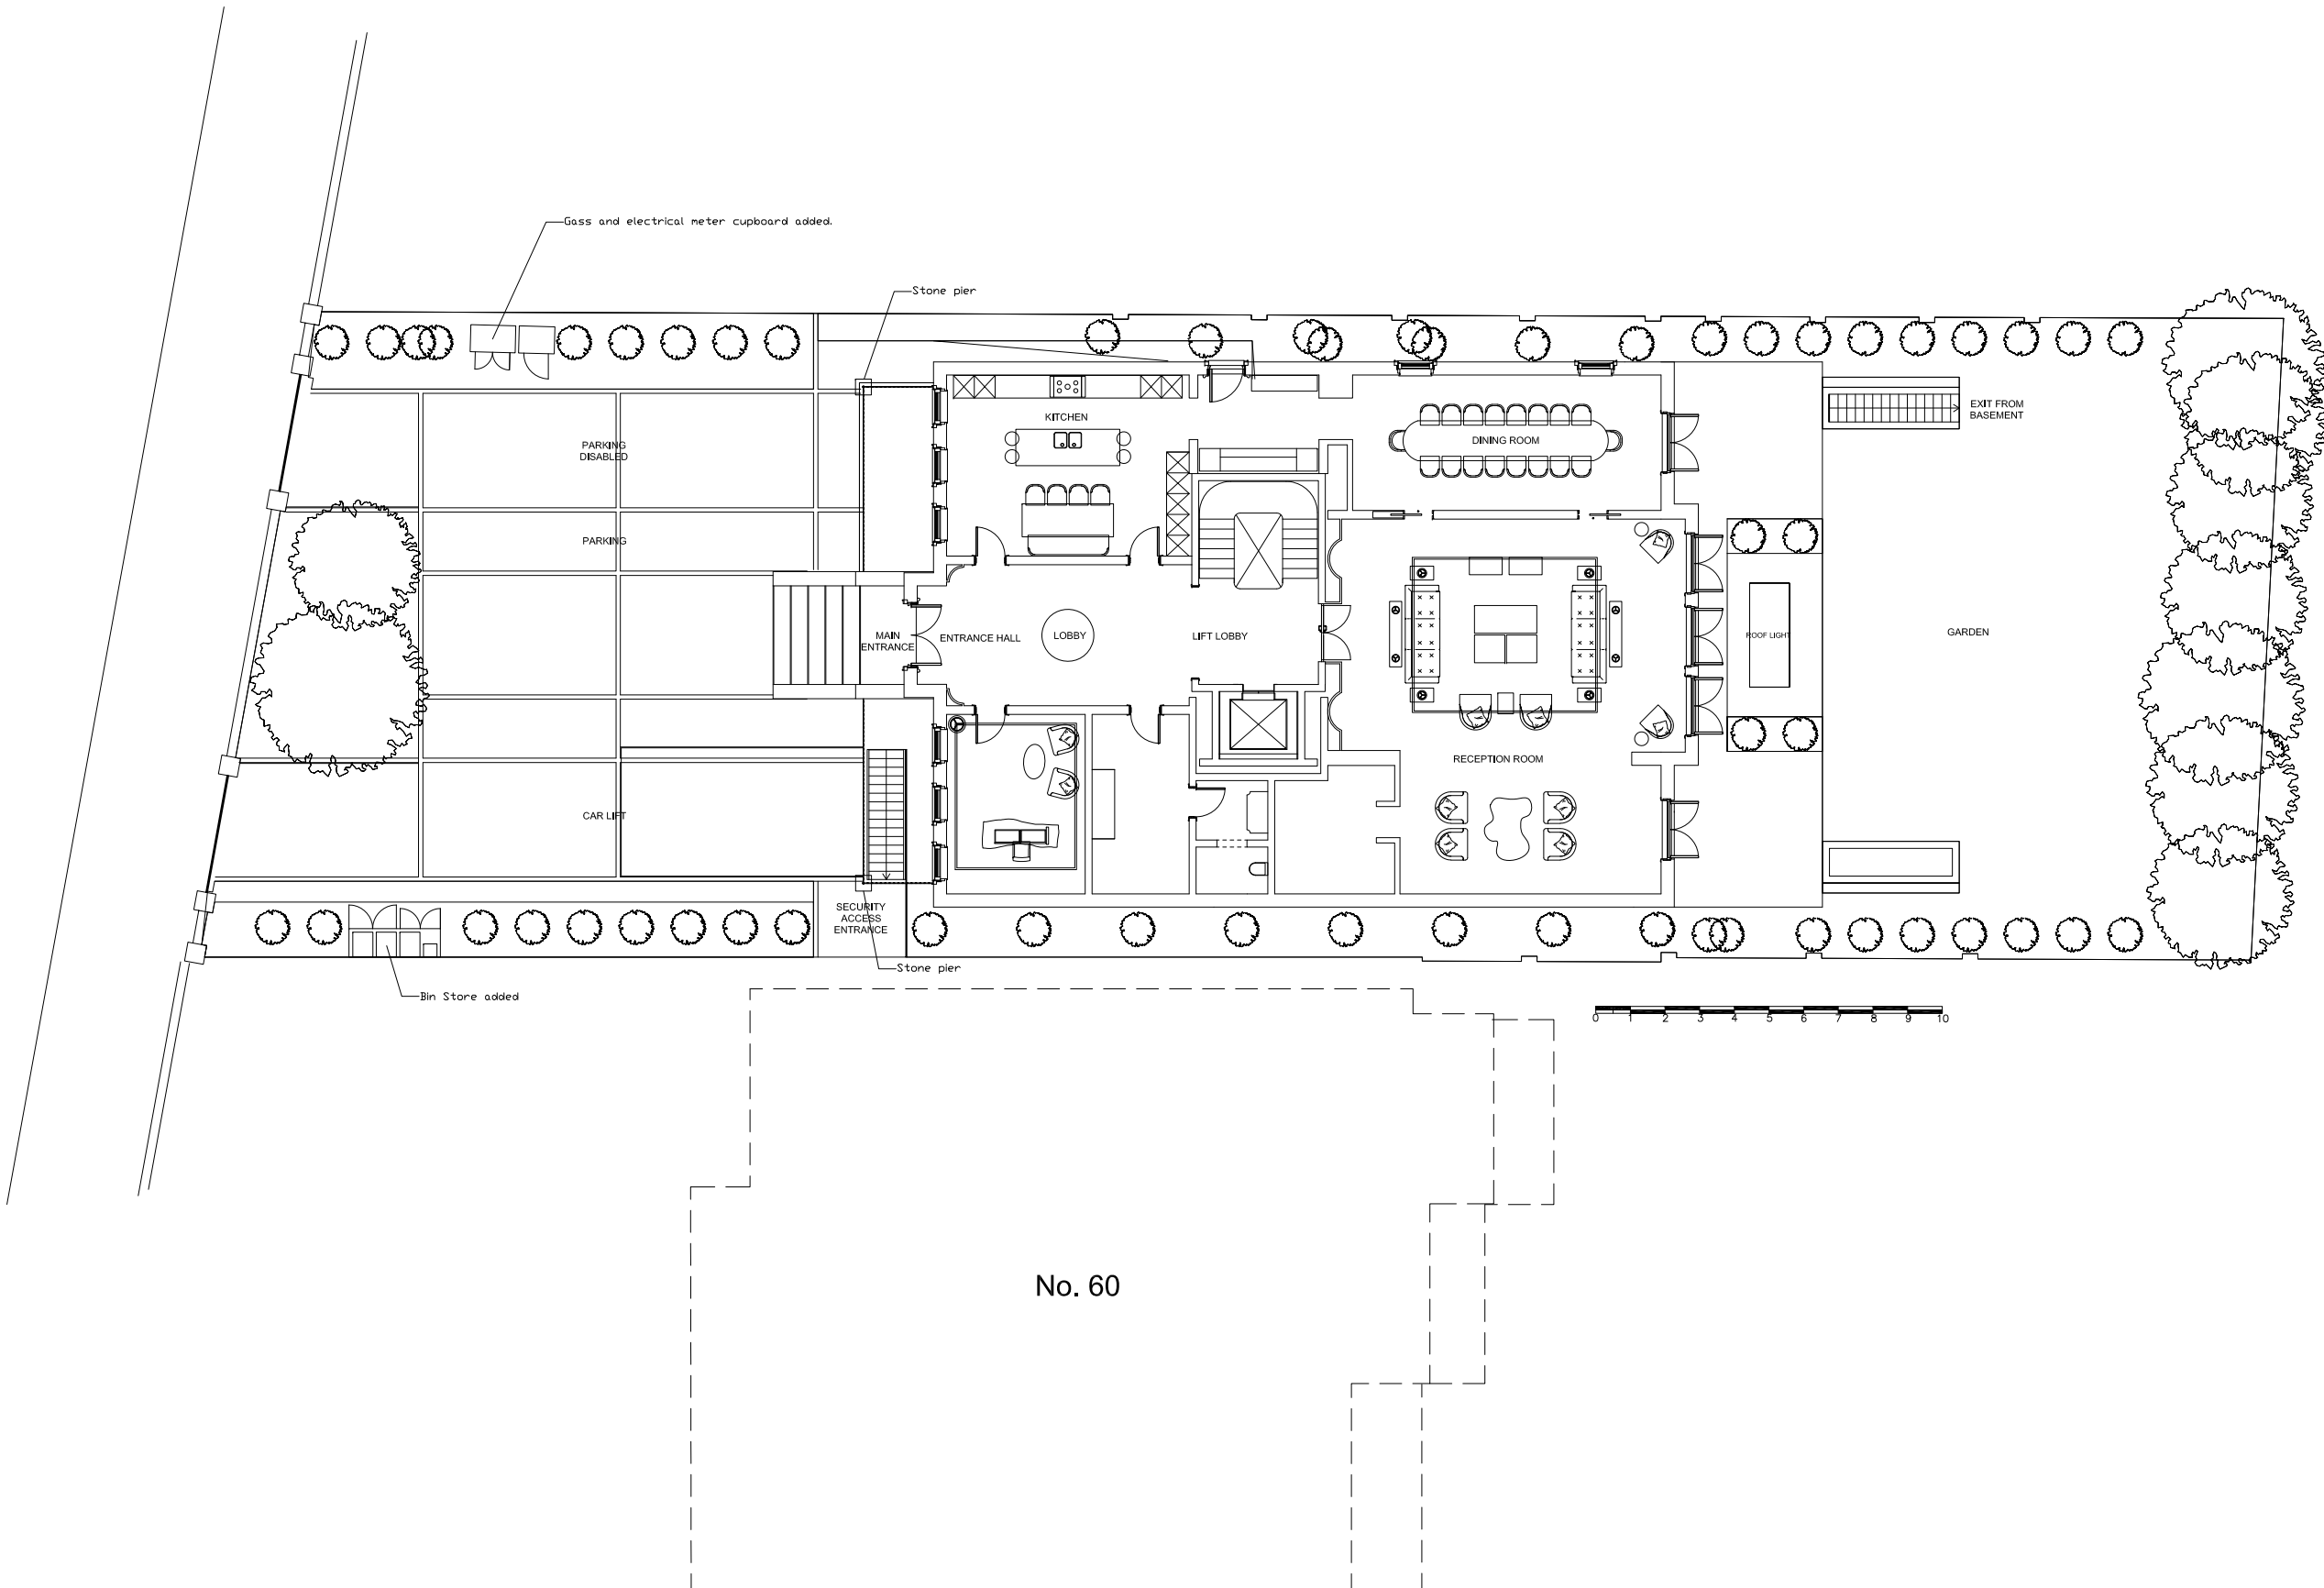 Gass and electrical meter cupboard added.
Stone pier
KITCHEN
PARKING
DISABLED
DINING ROOM
EXIT FROM
BASEMENT
PARKING
MAIN
ENTRANCE
ENTRANCE HALL
LOBBY
LIFT LOBBY
ROOF LIGHT
GARDEN
RECEPTION ROOM
CAR LIFT
SECURITY
ACCESS
ENTRANCE
Stone pier
Bin Store added
0 1 2 3 4 5 6 7 8 9 10
No. 60